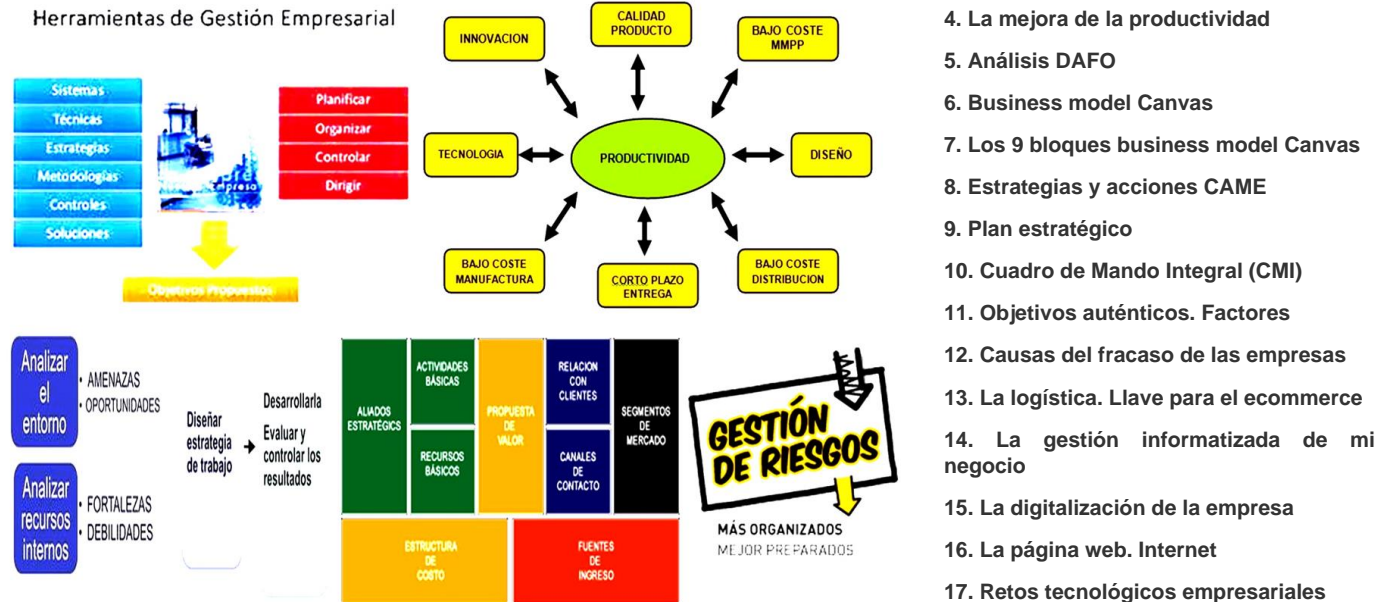 Herramientas de Gestión Empresarial
Sistemas
Técnicas
Estrategias
Metodologías
Controles
Soluciones
Empresa
Planificar
Organizar
Controlar
Dirigir
Objetivos Propuestos
INNOVACION
CALIDAD
PRODUCTO
BAJO COSTE
MMPP
TECNOLOGIA
PRODUCTIVIDAD
DISEÑO
BAJO COSTE
MANUFACTURA
CORTO PLAZO
ENTREGA
BAJO COSTE
DISTRIBUCION
Analizar
el
entorno
• AMENAZAS
• OPORTUNIDADES
Analizar
recursos
internos
• FORTALEZAS
• DEBILIDADES
Diseñar
estrategia
de trabajo
Desarrollarla
Evaluar y
controlar los
resultados
ALIADOS
ESTRATÉGICS
ACTIVIDADES
BÁSICAS
RECURSOS
BÁSICOS
PROPUESTA
DE
VALOR
RELACION
CON
CLIENTES
CANALES
DE
CONTACTO
SEGMENTOS
DE
MERCADO
ESTRUCTURA
DE
COSTO
FUENTES
DE
INGRESO
GESTIÓN
DE RIESGOS
MÁS ORGANIZADOS
MEJOR PREPARADOS
4. La mejora de la productividad
5. Análisis DAFO
6. Business model Canvas
7. Los 9 bloques business model Canvas
8. Estrategias y acciones CAME
9. Plan estratégico
10. Cuadro de Mando Integral (CMI)
11. Objetivos auténticos. Factores
12. Causas del fracaso de las empresas
13. La logística. Llave para el ecommerce
14. La gestión informatizada de mi
negocio
15. La digitalización de la empresa
16. La página web. Internet
17. Retos tecnológicos empresariales